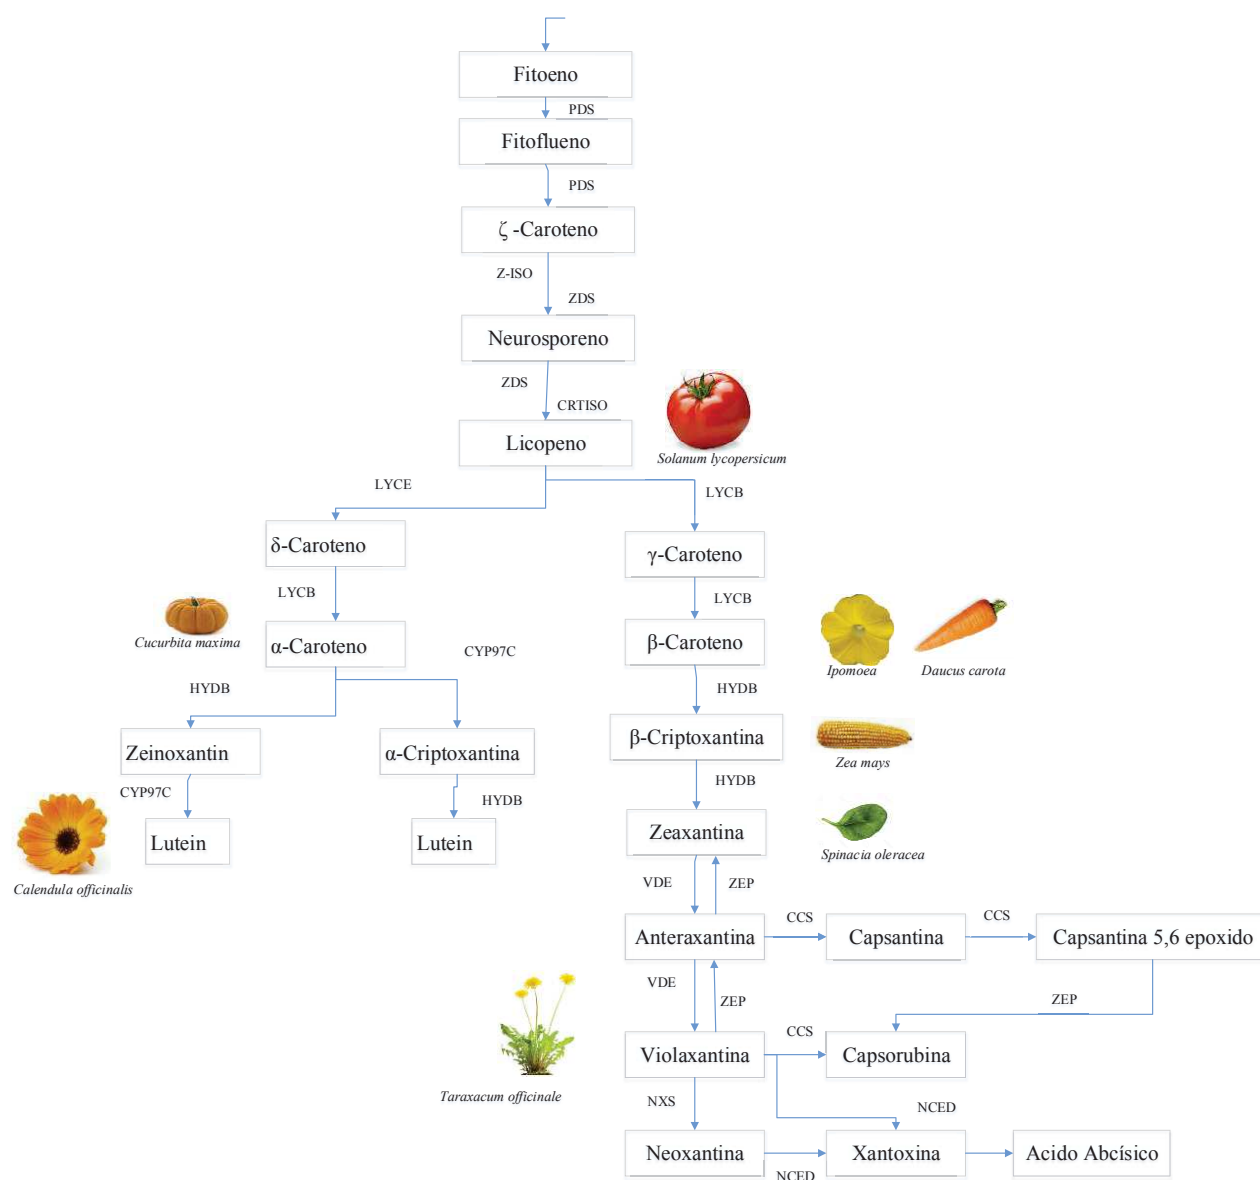 Fitoeno
PDS
Fitoflueno
PDS
ζ -Caroteno
Z-ISO
ZDS
Neurosporeno
ZDS
CRTISO
Licopeno
Solanum lycopersicum
LYCE
LYCB
δ-Caroteno
γ-Caroteno
LYCB
LYCB
Cucurbita maxima
α-Caroteno
β-Caroteno
Ipomoea
Daucus carota
CYP97C
HYDB
HYDB
Zeinoxantin
α-Criptoxantina
β-Criptoxantina
Zea mays
CYP97C
HYDB
HYDB
Lutein
Lutein
Zeaxantina
Spinacia oleracea
Calendula officinalis
VDE
ZEP
CCS
CCS
Anteraxantina
Capsantina
Capsantina 5,6 epoxido
VDE
ZEP
ZEP
CCS
Violaxantina
Capsorubina
Taraxacum officinale
NXS
NCED
Neoxantina
Xantoxina
Acido Abcísico
NCED